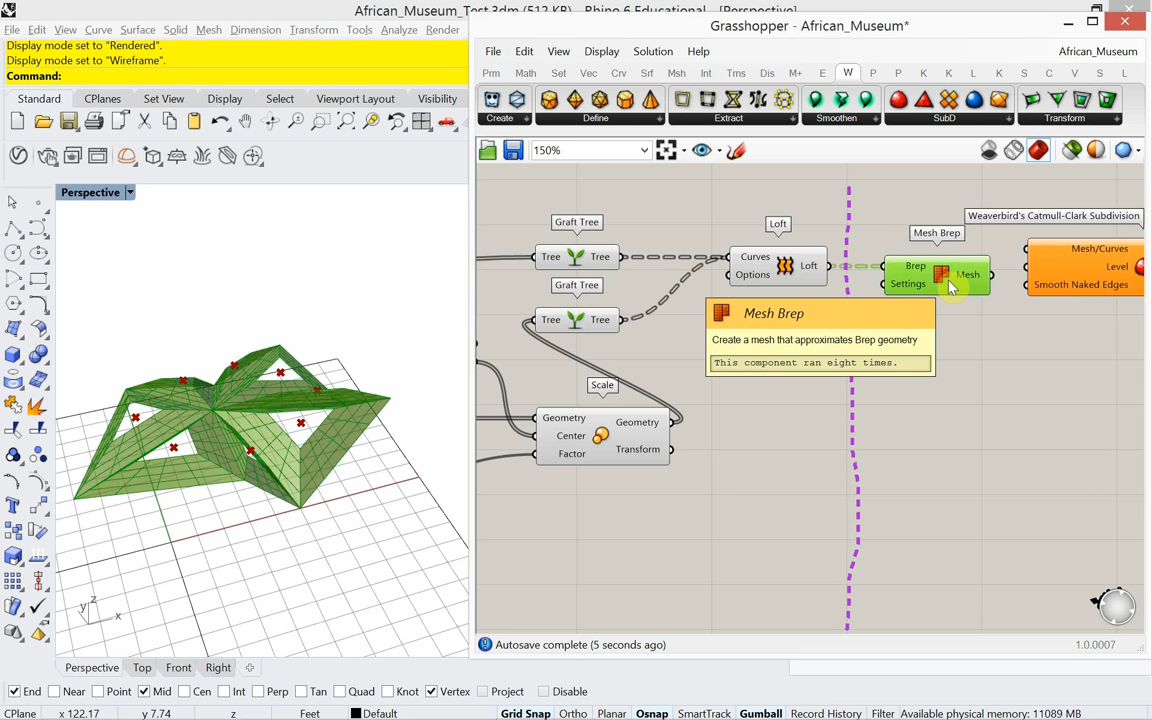 African_Museum_Test.3dm (512 KB) - Rhino 6 Educational - [Perspective]
File Edit View Curve Surface Solid Mesh Dimension Transform Tools Analyze Render
Display mode set to "Rendered".
Display mode set to "Wireframe".
Command:
Standard CPlanes Set View Display Select Viewport Layout Visibility
Perspective
z
y
x
Perspective Top Front Right
End Near Point Mid Cen Int Perp Tan Quad Knot Vertex Project Disable
CPlane x 122.17 y 7.74 z Feet Default Grid Snap Ortho Planar Osnap SmartTrack Gumball Record History Filter Available physical memory: 11089 MB
Grasshopper - African_Museum*
File Edit View Display Solution Help African_Museum
Prm Math Set Vec Crv Srf Msh Int Trns Dis M+ E W P P K K L S C V S L
Create Define Extract Smoothen SubD Transform
150%
Graft Tree
Tree Tree
Graft Tree
Tree Tree
Scale
Geometry Geometry
Center
Factor Transform
Loft
Curves Loft
Options
Mesh Brep
Brep Mesh
Settings
Weaverbird's Catmull-Clark Subdivision
Mesh/Curves
Level
Smooth Naked Edges
Mesh Brep
Create a mesh that approximates Brep geometry
This component ran eight times.
Autosave complete (5 seconds ago) 1.0.0007